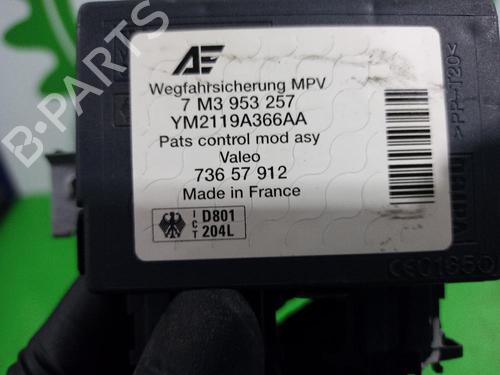 AE
Wegfahrsicherung MPV
7 M3 953 257
YM2119A366AA
Pats control mod asy
Valeo
736 57 912
Made in France
I C T
D801
204L
>PP-T20<
B-Parts